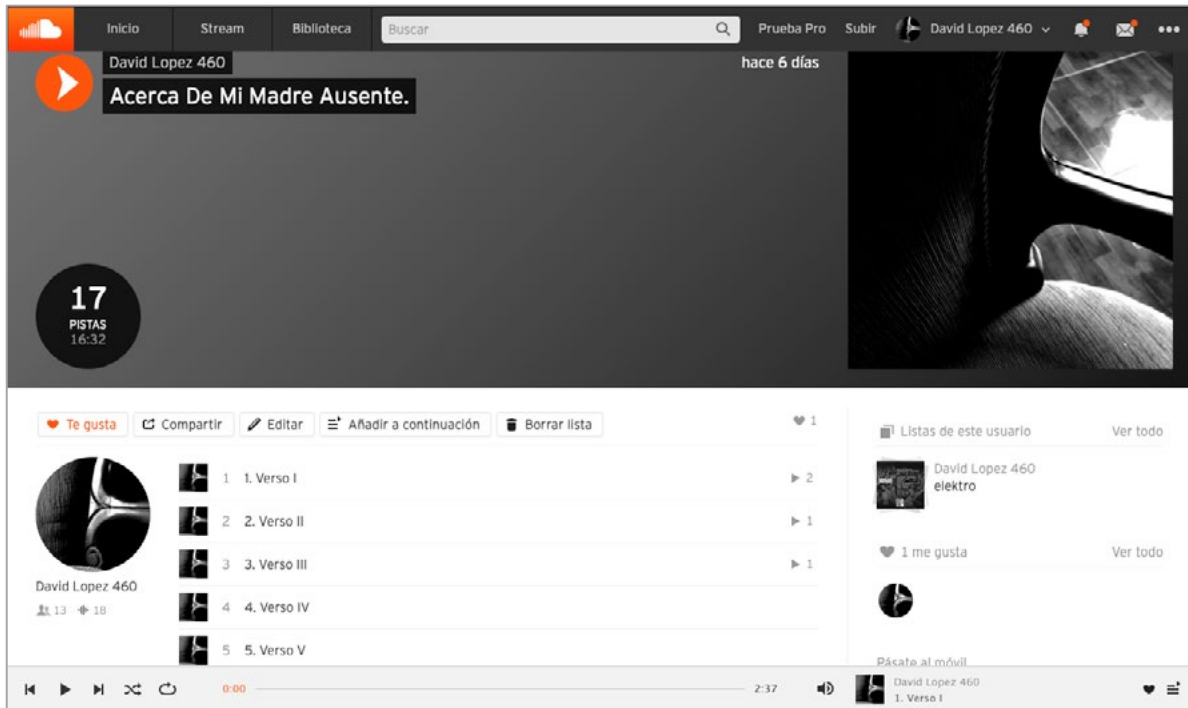 Inicio Stream Biblioteca Buscar Prueba Pro Subir David Lopez 460
David Lopez 460 hace 6 días
Acerca De Mi Madre Ausente.
17
PISTAS
16:32
Te gusta Compartir Editar Añadir a continuación Borrar lista 1
Listas de este usuario Ver todo
David Lopez 460
elektro
1 me gusta Ver todo
David Lopez 460
13 18
1 1. Verso I 2
2 2. Verso II 1
3 3. Verso III 1
4 4. Verso IV
5 5. Verso V
Pásate al móvil
0:00 2:37
David Lopez 460
1. Verso I